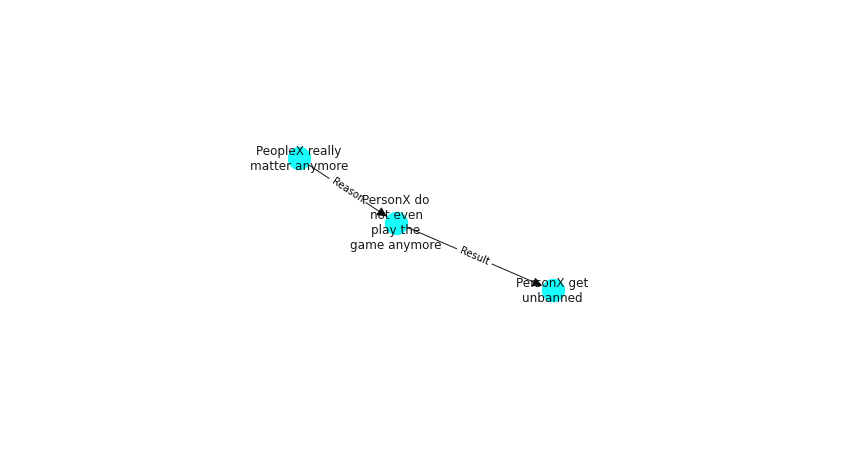 PeopleX really
matter anymore
Reason
PersonX do
not even
play the
game anymore
Result
PersonX get
unbanned